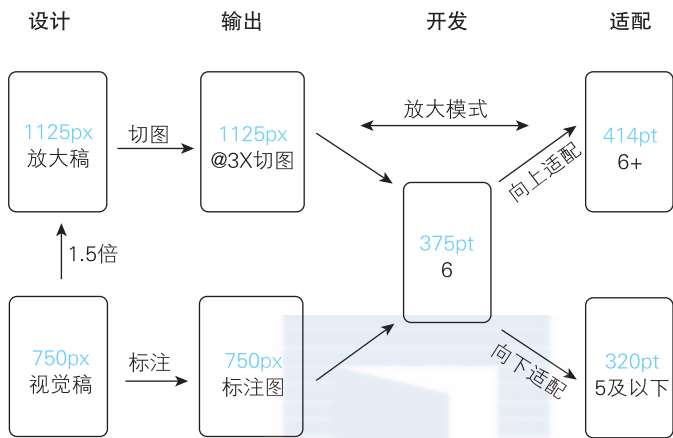 设计
输出
开发
适配
1125px
放大稿
切图
1125px
@3X切图
放大模式
414pt
6+
向上适配
1.5倍
375pt
6
750px
视觉稿
标注
750px
标注图
向下适配
320pt
5及以下